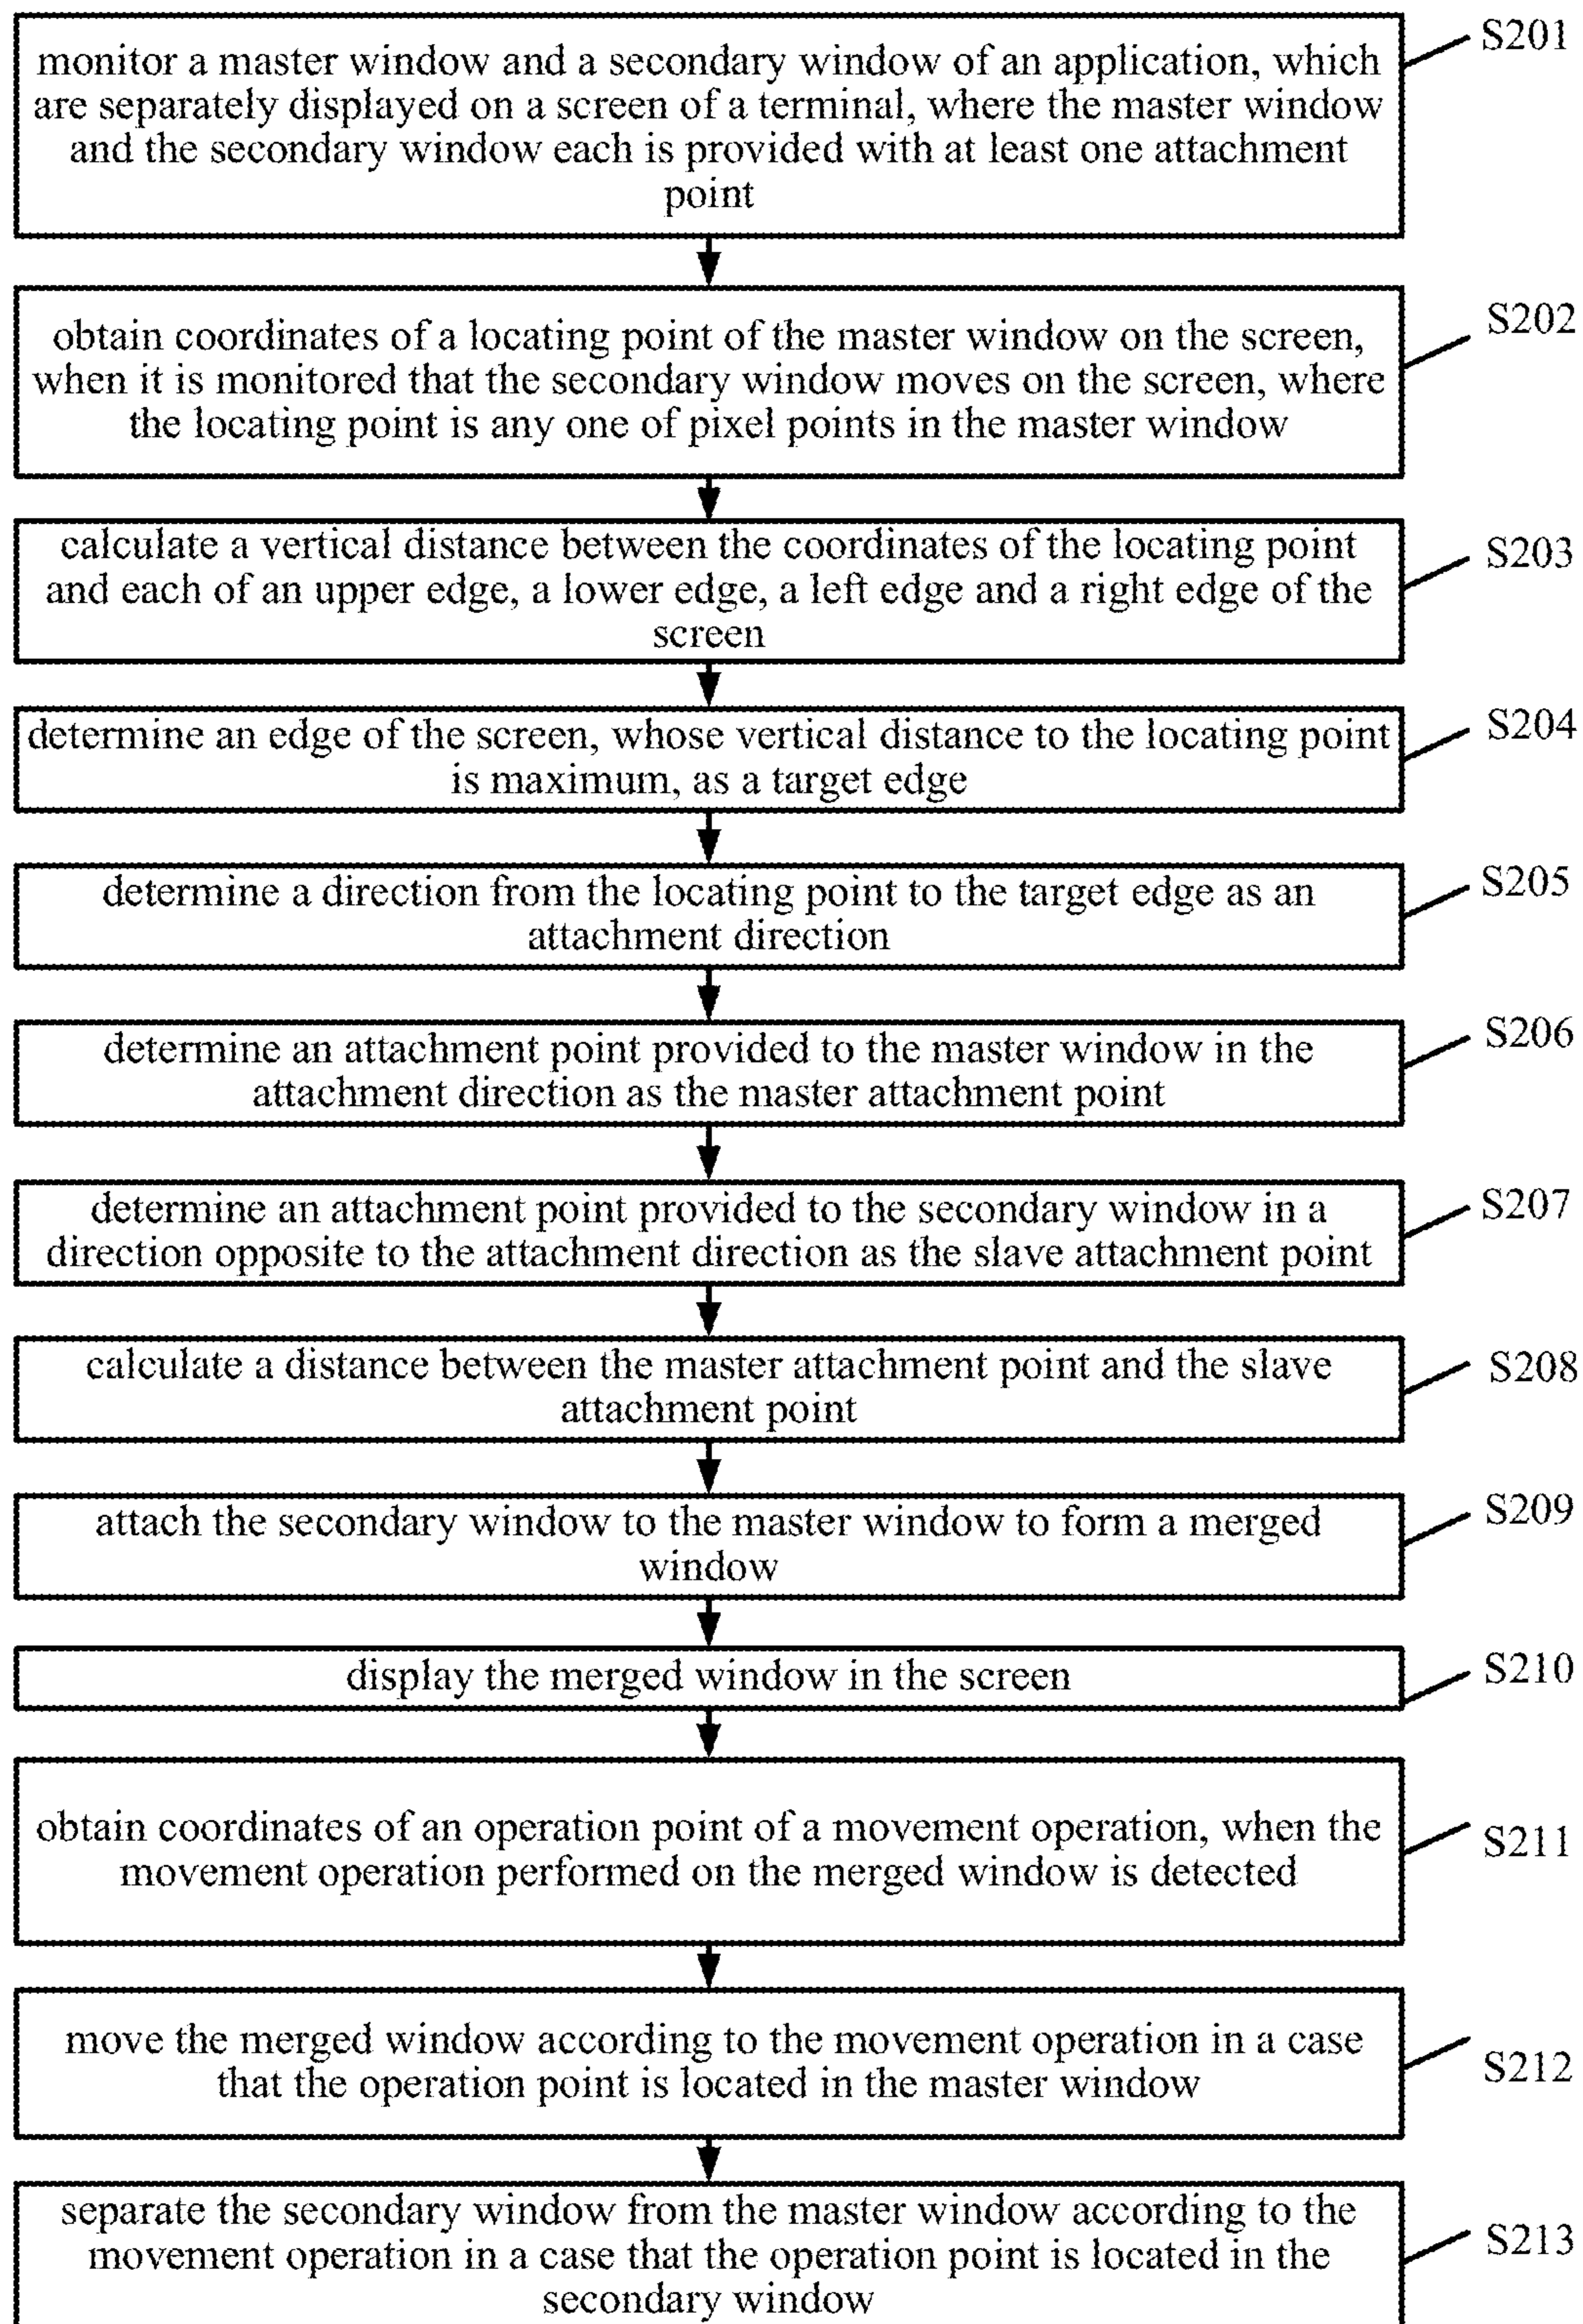 S201
monitor a master window and a secondary window of an application, which
are separately displayed on a screen of a terminal, where the master window
and the secondary window each is provided with at least one attachment
point
S202
obtain coordinates of a locating point of the master window on the screen,
when it is monitored that the secondary window moves on the screen, where
the locating point is any one of pixel points in the master window
S203
calculate a vertical distance between the coordinates of the locating point
and each of an upper edge, a lower edge, a left edge and a right edge of the
screen
S204
determine an edge of the screen, whose vertical distance to the locating point
is maximum, as a target edge
S205
determine a direction from the locating point to the target edge as an
attachment direction
S206
determine an attachment point provided to the master window in the
attachment direction as the master attachment point
S207
determine an attachment point provided to the secondary window in a
direction opposite to the attachment direction as the slave attachment point
S208
calculate a distance between the master attachment point and the slave
attachment point
S209
attach the secondary window to the master window to form a merged
window
S210
display the merged window in the screen
S211
obtain coordinates of an operation point of a movement operation, when the
movement operation performed on the merged window is detected
S212
move the merged window according to the movement operation in a case
that the operation point is located in the master window
S213
separate the secondary window from the master window according to the
movement operation in a case that the operation point is located in the
secondary window